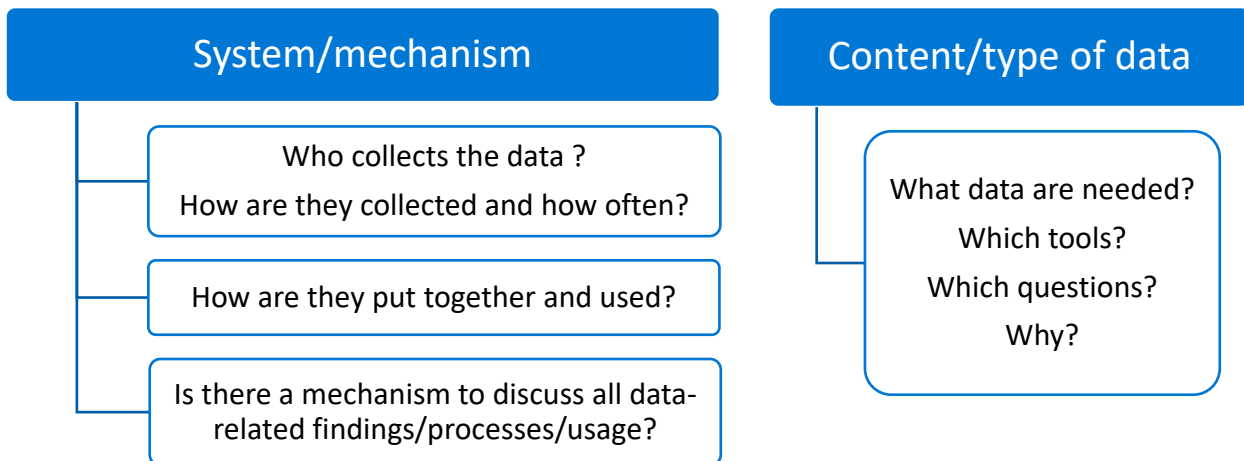 System/mechanism
Who collects the data ?
How are they collected and how often?
How are they put together and used?
Is there a mechanism to discuss all data-
related findings/processes/usage?
Content/type of data
What data are needed?
Which tools?
Which questions?
Why?